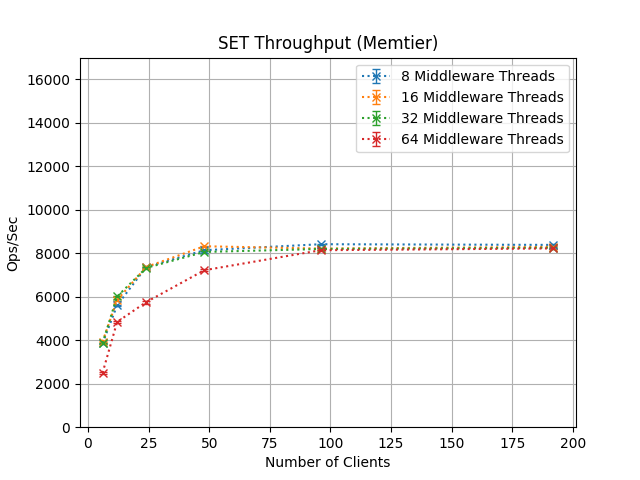 SET Throughput (Memtier)
8 Middleware Threads
16 Middleware Threads
32 Middleware Threads
64 Middleware Threads
Ops/Sec
16000
14000
12000
10000
8000
6000
4000
2000
0
0 25 50 75 100 125 150 175 200
Number of Clients